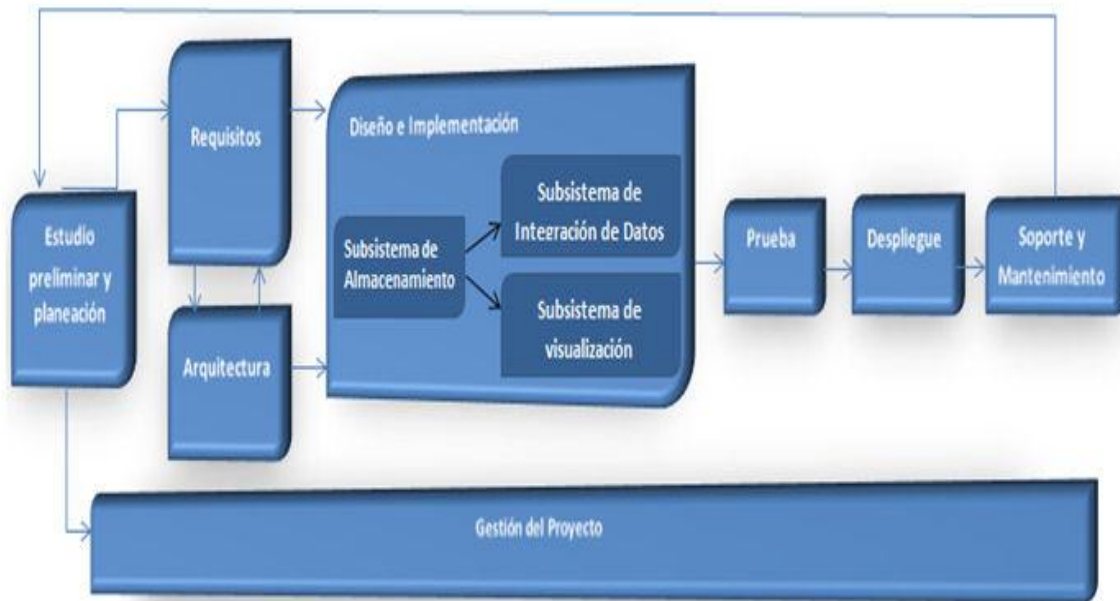 Estudio
preliminar y
planeación
Requisitos
Arquitectura
Diseño e Implementación
Subsistema de
Almacenamiento
Subsistema de
Integración de Datos
Subsistema de
visualización
Prueba
Despliegue
Soporte y
Mantenimiento
Gestión del Proyecto